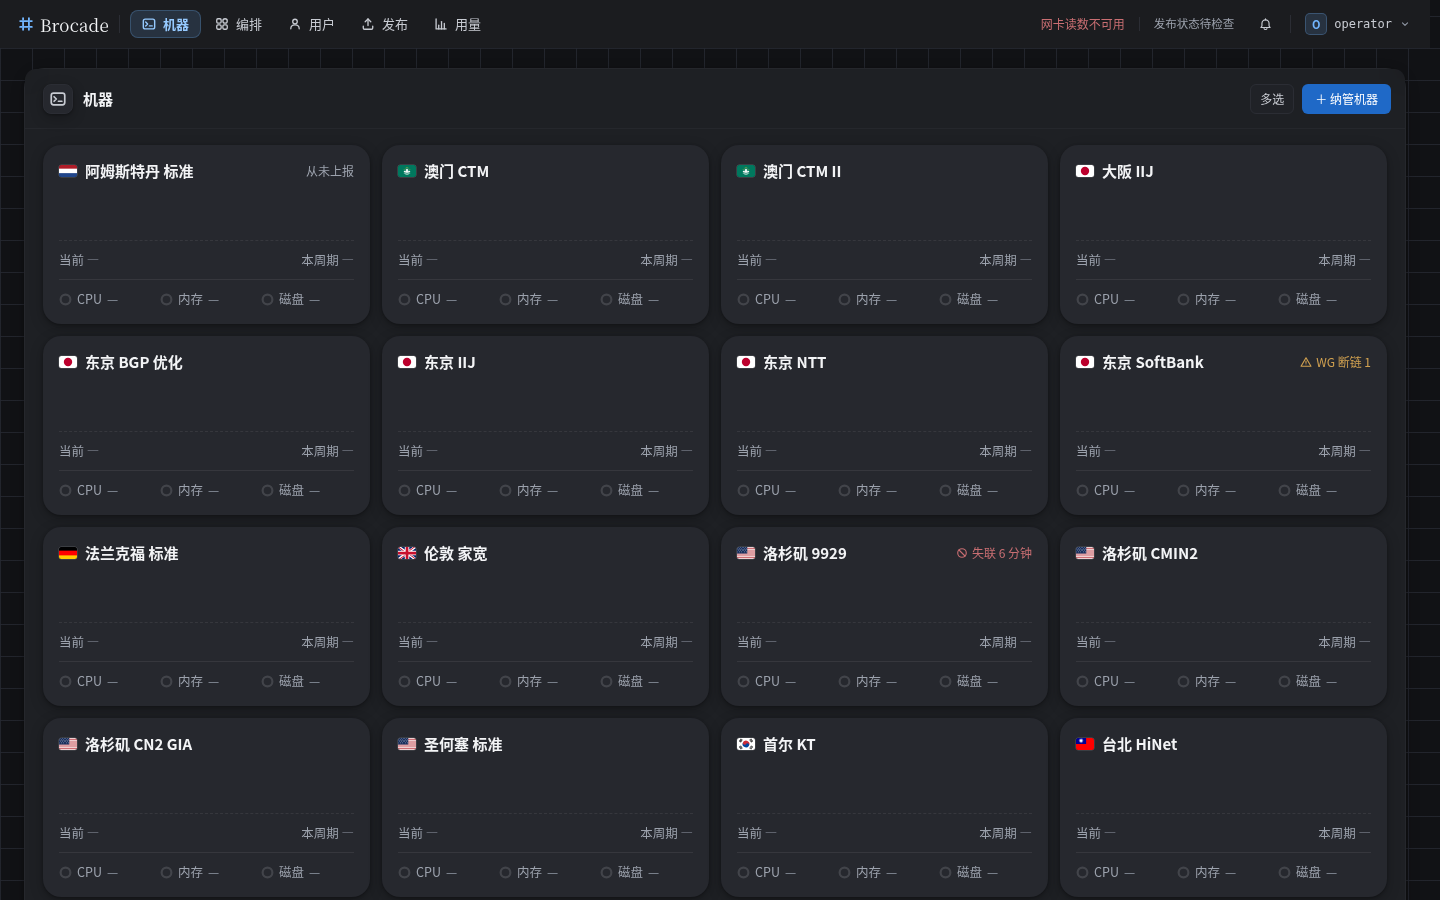 Brocade 机器 编排 用户 发布 用量 网卡读数不可用 发布状态待检查 O operator
机器 多选 + 纳管机器
阿姆斯特丹 标准 从未上报 澳门 CTM 澳门 CTM II 大阪 IIJ
当前 — 本周期 — 当前 — 本周期 — 当前 — 本周期 — 当前 — 本周期 —
CPU — 内存 — 磁盘 — CPU — 内存 — 磁盘 — CPU — 内存 — 磁盘 — CPU — 内存 — 磁盘 —
东京 BGP 优化 东京 IIJ 东京 NTT 东京 SoftBank WG 断链 1
当前 — 本周期 — 当前 — 本周期 — 当前 — 本周期 — 当前 — 本周期 —
CPU — 内存 — 磁盘 — CPU — 内存 — 磁盘 — CPU — 内存 — 磁盘 — CPU — 内存 — 磁盘 —
法兰克福 标准 伦敦 家宽 洛杉矶 9929 失联 6 分钟 洛杉矶 CMIN2
当前 — 本周期 — 当前 — 本周期 — 当前 — 本周期 — 当前 — 本周期 —
CPU — 内存 — 磁盘 — CPU — 内存 — 磁盘 — CPU — 内存 — 磁盘 — CPU — 内存 — 磁盘 —
洛杉矶 CN2 GIA 圣何塞 标准 首尔 KT 台北 HiNet
当前 — 本周期 — 当前 — 本周期 — 当前 — 本周期 — 当前 — 本周期 —
CPU — 内存 — 磁盘 — CPU — 内存 — 磁盘 — CPU — 内存 — 磁盘 — CPU — 内存 — 磁盘 —